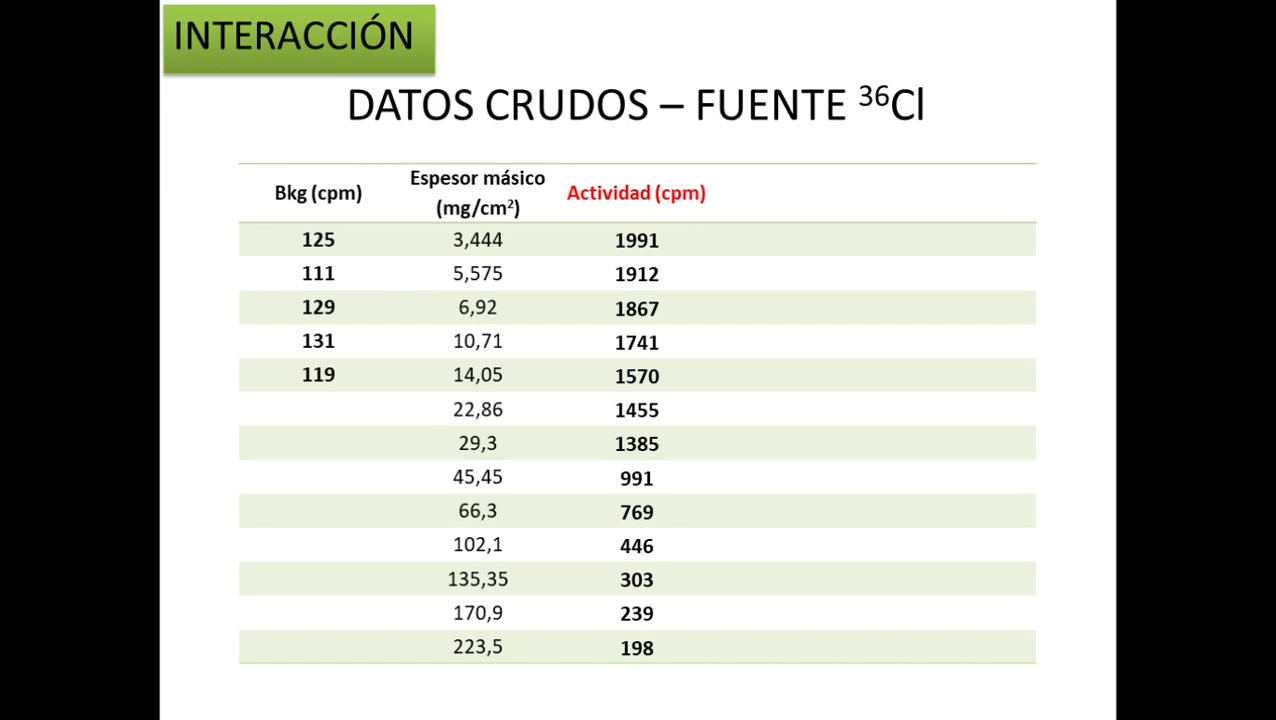 INTERACCIÓN
DATOS CRUDOS – FUENTE ³⁶Cl
Bkg (cpm) Espesor másico (mg/cm²) Actividad (cpm)
125 3,444 1991
111 5,575 1912
129 6,92 1867
131 10,71 1741
119 14,05 1570
22,86 1455
29,3 1385
45,45 991
66,3 769
102,1 446
135,35 303
170,9 239
223,5 198